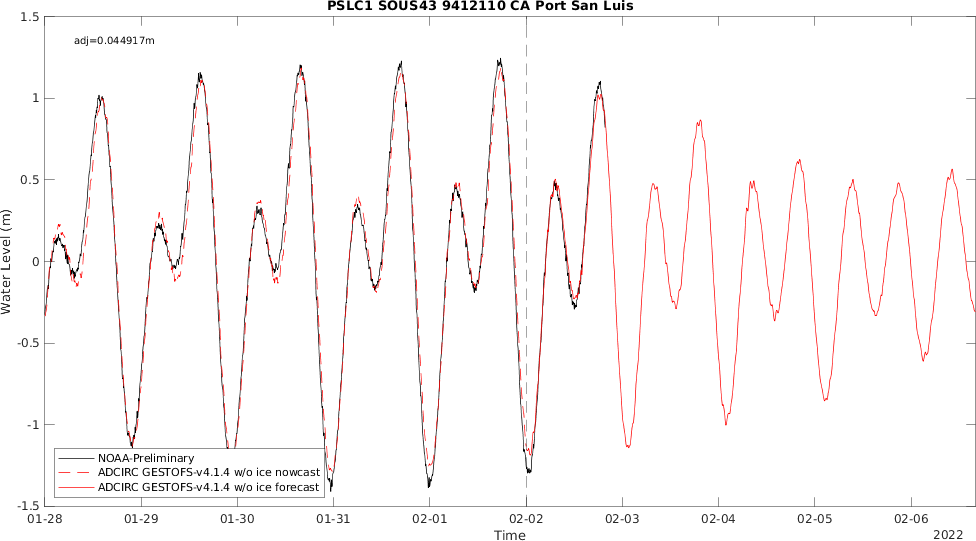 PSLC1 SOUS43 9412110 CA Port San Luis
1.5
adj=0.044917m
1
0.5
0
-0.5
-1
-1.5
Water Level (m)
NOAA-Preliminary
ADCIRC GESTOFS-v4.1.4 w/o ice nowcast
ADCIRC GESTOFS-v4.1.4 w/o ice forecast
01-28 01-29 01-30 01-31 02-01 02-02 02-03 02-04 02-05 02-06
Time
2022